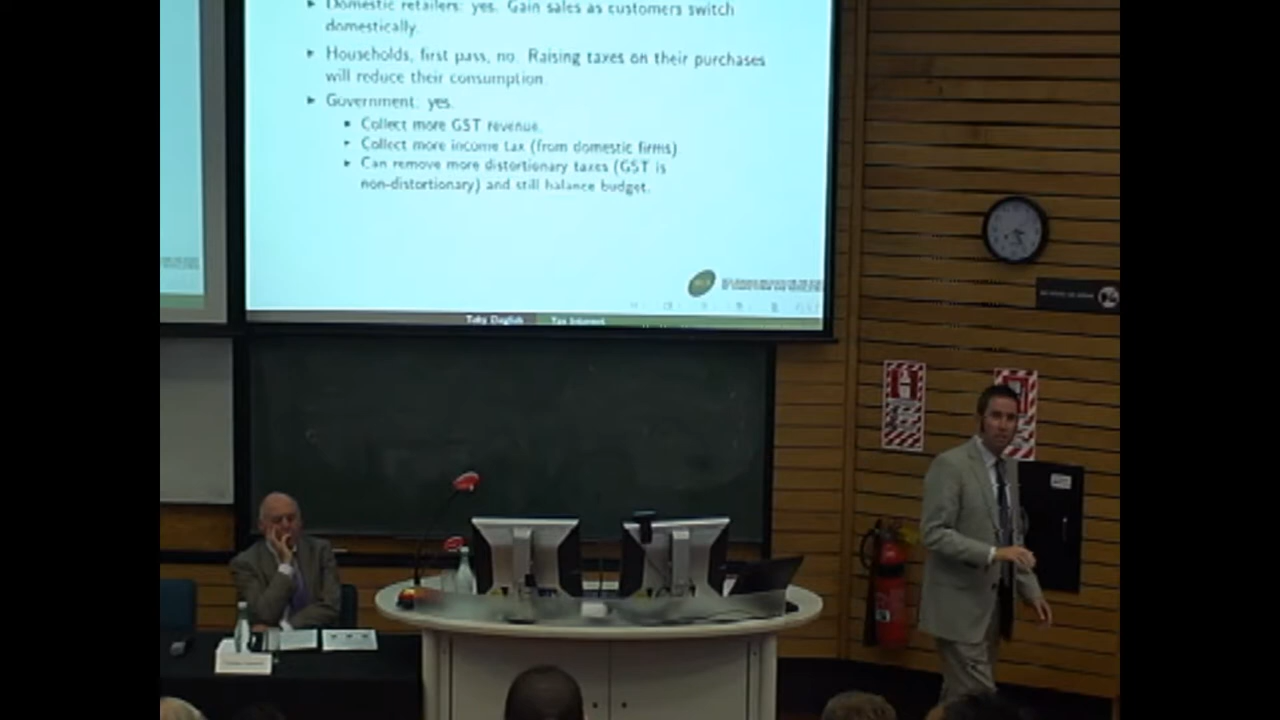 ▸ Domestic retailers: yes. Gain sales as customers switch
domestically.
▸ Households, first pass, no. Raising taxes on their purchases
will reduce their consumption.
▸ Government: yes.
▸ Collect more GST revenue.
▸ Collect more income tax (from domestic firms)
▸ Can remove more distortionary taxes (GST is
non-distortionary) and still balance budget.
Toby Daglish Tax Internet